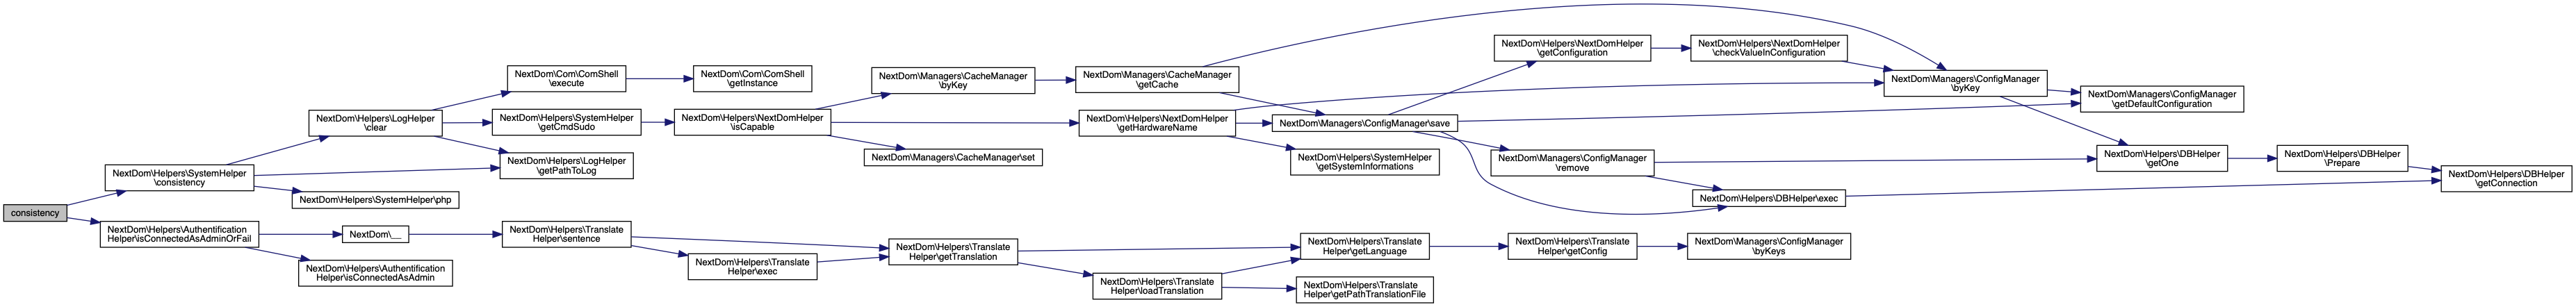 consistency
NextDom\Helpers\SystemHelper
\consistency
NextDom\Helpers\LogHelper
\clear
NextDom\Com\ComShell
\execute
NextDom\Com\ComShell
\getInstance
NextDom\Helpers\SystemHelper
\getCmdSudo
NextDom\Helpers\NextDomHelper
\isCapable
NextDom\Managers\CacheManager
\byKey
NextDom\Managers\CacheManager
\getCache
NextDom\Managers\ConfigManager
\byKey
NextDom\Managers\ConfigManager
\getDefaultConfiguration
NextDom\Helpers\DBHelper
\getOne
NextDom\Helpers\DBHelper
\Prepare
NextDom\Helpers\DBHelper
\getConnection
NextDom\Managers\ConfigManager\save
NextDom\Helpers\NextDomHelper
\getConfiguration
NextDom\Helpers\NextDomHelper
\checkValueInConfiguration
NextDom\Managers\ConfigManager
\remove
NextDom\Helpers\DBHelper\exec
NextDom\Helpers\NextDomHelper
\getHardwareName
NextDom\Helpers\SystemHelper
\getSystemInformations
NextDom\Managers\CacheManager\set
NextDom\Helpers\LogHelper
\getPathToLog
NextDom\Helpers\SystemHelper\php
NextDom\Helpers\Authentification
Helper\isConnectedAsAdminOrFail
NextDom\__
NextDom\Helpers\Translate
Helper\sentence
NextDom\Helpers\Translate
Helper\exec
NextDom\Helpers\Translate
Helper\getTranslation
NextDom\Helpers\Translate
Helper\getLanguage
NextDom\Helpers\Translate
Helper\getConfig
NextDom\Managers\ConfigManager
\byKeys
NextDom\Helpers\Translate
Helper\loadTranslation
NextDom\Helpers\Translate
Helper\getPathTranslationFile
NextDom\Helpers\Authentification
Helper\isConnectedAsAdmin